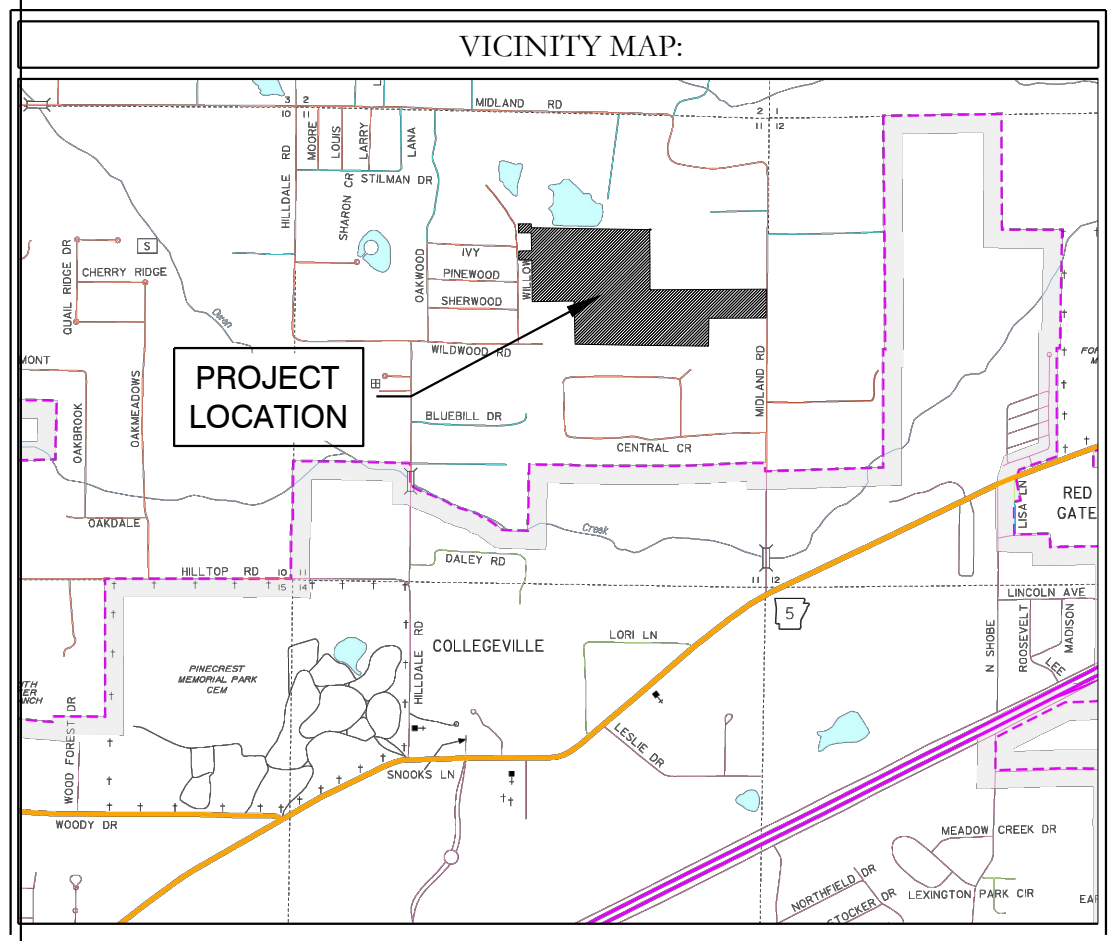 VICINITY MAP:
MIDLAND RD
3 2
10 11
2 1
11 12
HILLDALE RD
MOORE
LOUIS
LARRY
LANA
STILMAN DR
SHARON CR
S
QUAIL RIDGE DR
CHERRY RIDGE
OAKWOOD
IVY
PINEWOOD
SHERWOOD
WILLOW
Owen
WILDWOOD RD
MIDLAND RD
PROJECT
LOCATION
MONT
OAKBROOK
OAKMEADOWS
BLUEBILL DR
CENTRAL CR
OAKDALE
Creek
LISA LN
RED
GATE
DALEY RD
HILLTOP RD
10 11
15 14
11 12
5
LINCOLN AVE
N SHOBE
ROOSEVELT
MADISON
LEE
LORI LN
COLLEGEVILLE
HILLDALE RD
PINECREST
MEMORIAL PARK
CEM
WOOD FOREST DR
LESLIE DR
SNOOKS LN
WOODY DR
MEADOW CREEK DR
LEXINGTON PARK CIR
NORTHFIELD DR
STOCKER DR